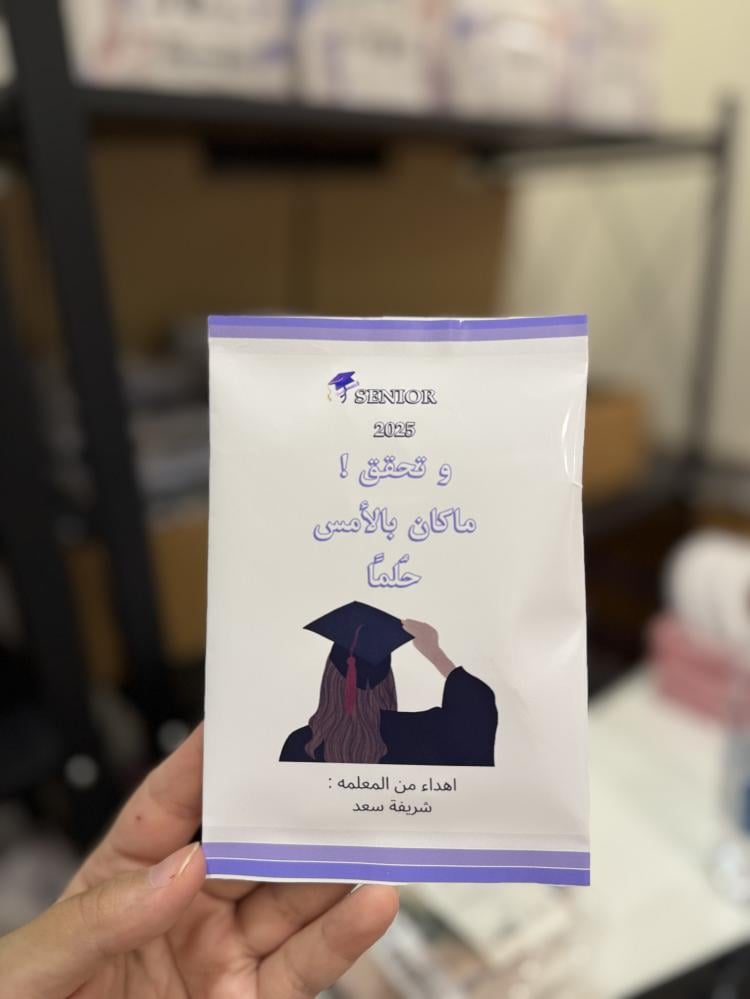 SENIOR
2025
و تحقق !
ماكان بالأمس
حُلماً
اهداء من المعلمه :
شريفة سعد